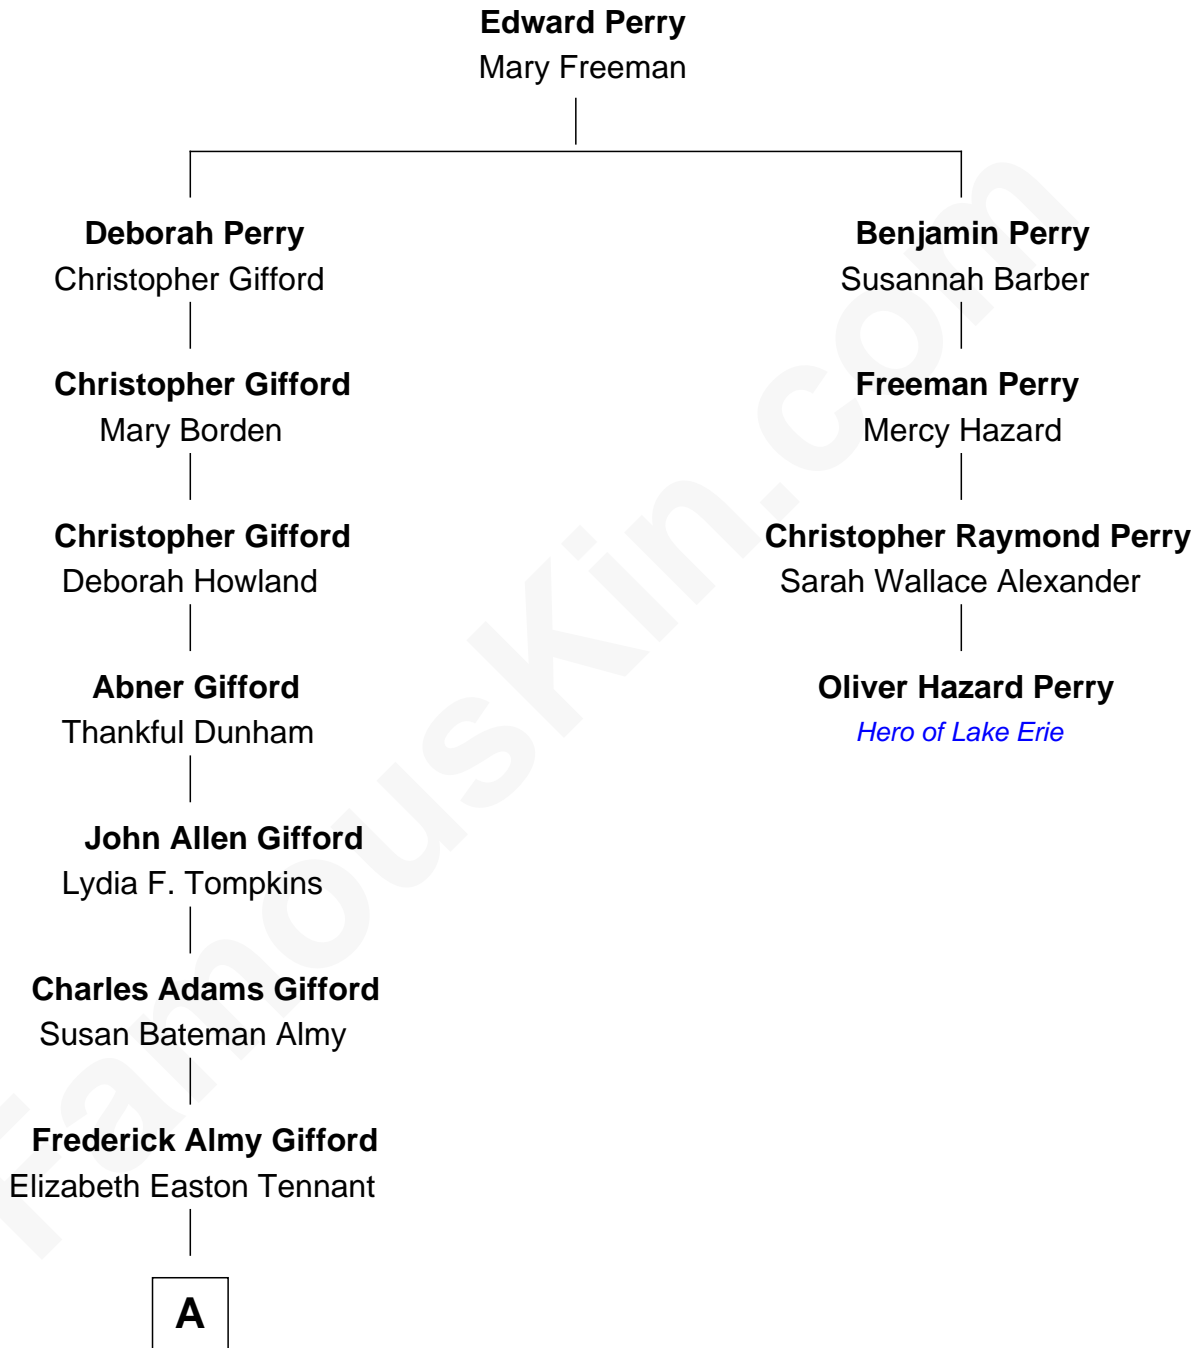 Edward Perry
Mary Freeman
Deborah Perry
Christopher Gifford
Benjamin Perry
Susannah Barber
Christopher Gifford
Mary Borden
Freeman Perry
Mercy Hazard
Christopher Gifford
Deborah Howland
Christopher Raymond Perry
Sarah Wallace Alexander
Abner Gifford
Thankful Dunham
Oliver Hazard Perry
Hero of Lake Erie
John Allen Gifford
Lydia F. Tompkins
Charles Adams Gifford
Susan Bateman Almy
Frederick Almy Gifford
Elizabeth Easton Tennant
A
FamousKin.com